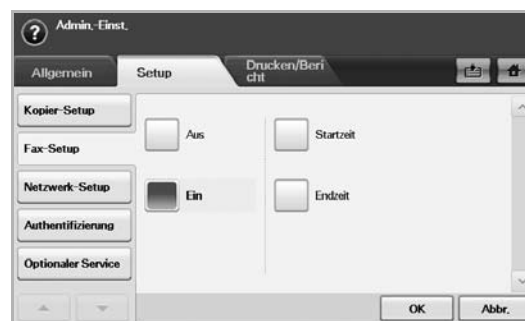 ?
Admin.-Einst.
Allgemein
Setup
Drucken/Beri
cht
Kopier-Setup
Fax-Setup
Netzwerk-Setup
Authentifizierung
Optionaler Service
Aus
Startzeit
Ein
Endzeit
OK
Abbr.